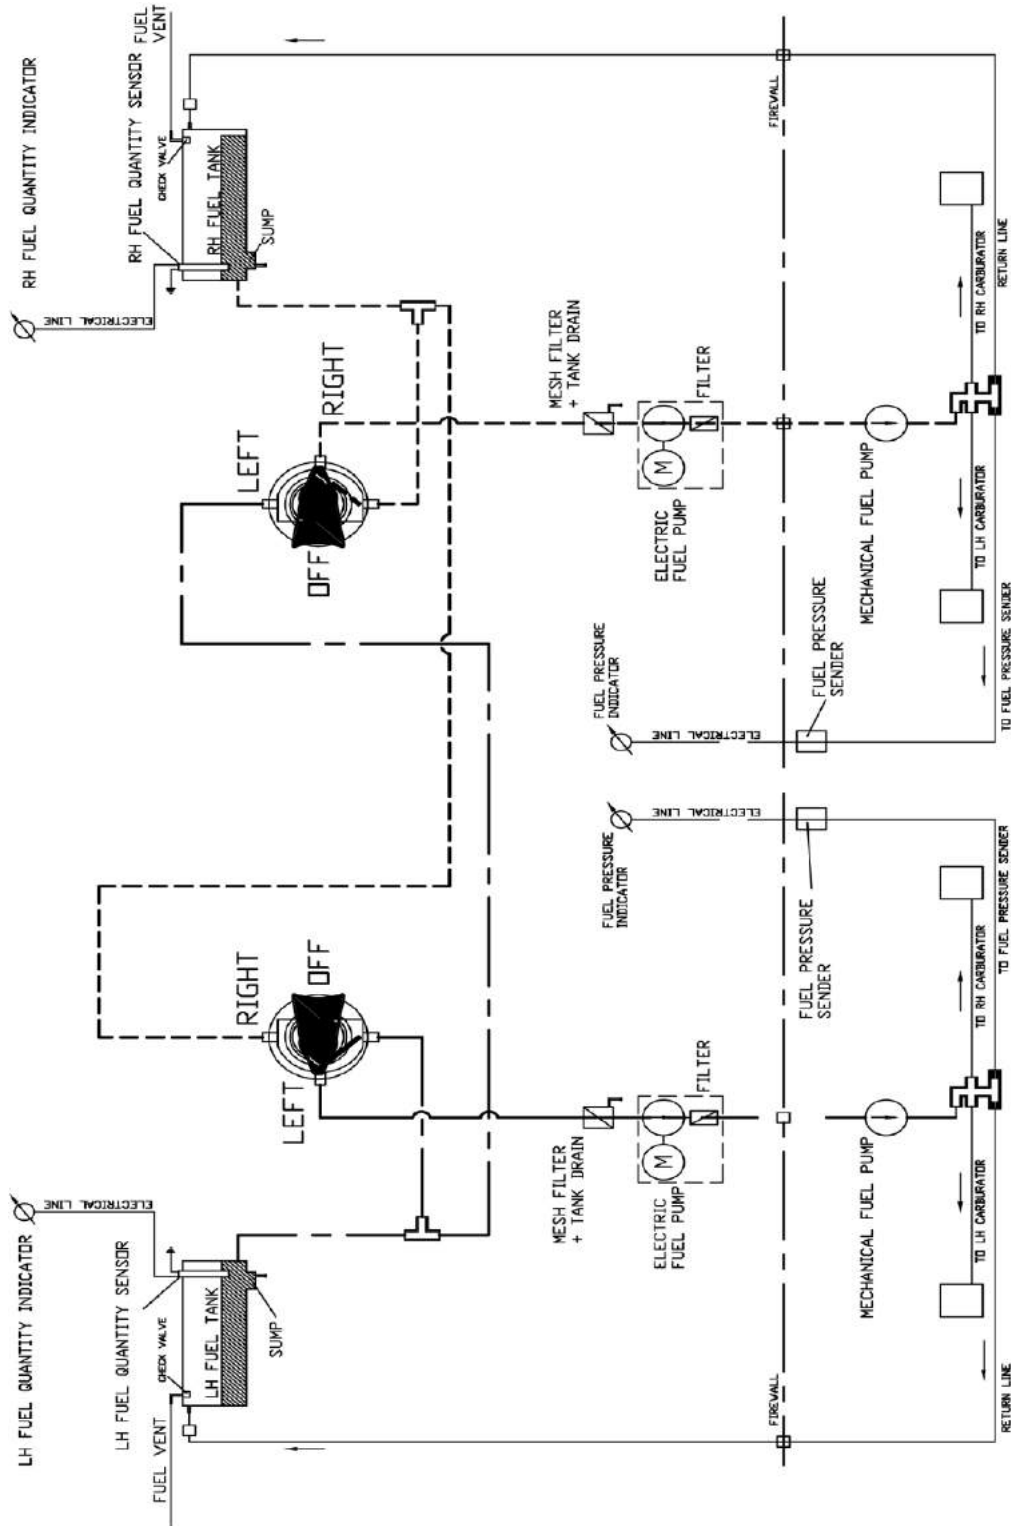 LH FUEL QUANTITY INDICATOR
ELECTRICAL LINE
LH FUEL QUANTITY SENSOR
CHECK VALVE
FUEL VENT
LH FUEL TANK
SUMP
RH FUEL QUANTITY INDICATOR
ELECTRICAL LINE
RH FUEL QUANTITY SENSOR
FUEL
VENT
CHECK VALVE
RH FUEL TANK
SUMP
LEFT
RIGHT
OFF
LEFT
RIGHT
OFF
MESH FILTER
+ TANK DRAIN
ELECTRIC
FUEL PUMP
M
FILTER
FUEL PRESSURE
INDICATOR
ELECTRICAL LINE
FUEL PRESSURE
INDICATOR
ELECTRICAL LINE
MESH FILTER
+ TANK DRAIN
ELECTRIC
FUEL PUMP
M
FILTER
FIREWALL
FUEL PRESSURE
SENDER
FUEL PRESSURE
SENDER
FIREWALL
MECHANICAL FUEL PUMP
MECHANICAL FUEL PUMP
TO LH CARBURATOR
TO RH CARBURATOR
TO LH CARBURATOR
TO RH CARBURATOR
RETURN LINE
TO FUEL PRESSURE SENDER
TO FUEL PRESSURE SENDER
RETURN LINE